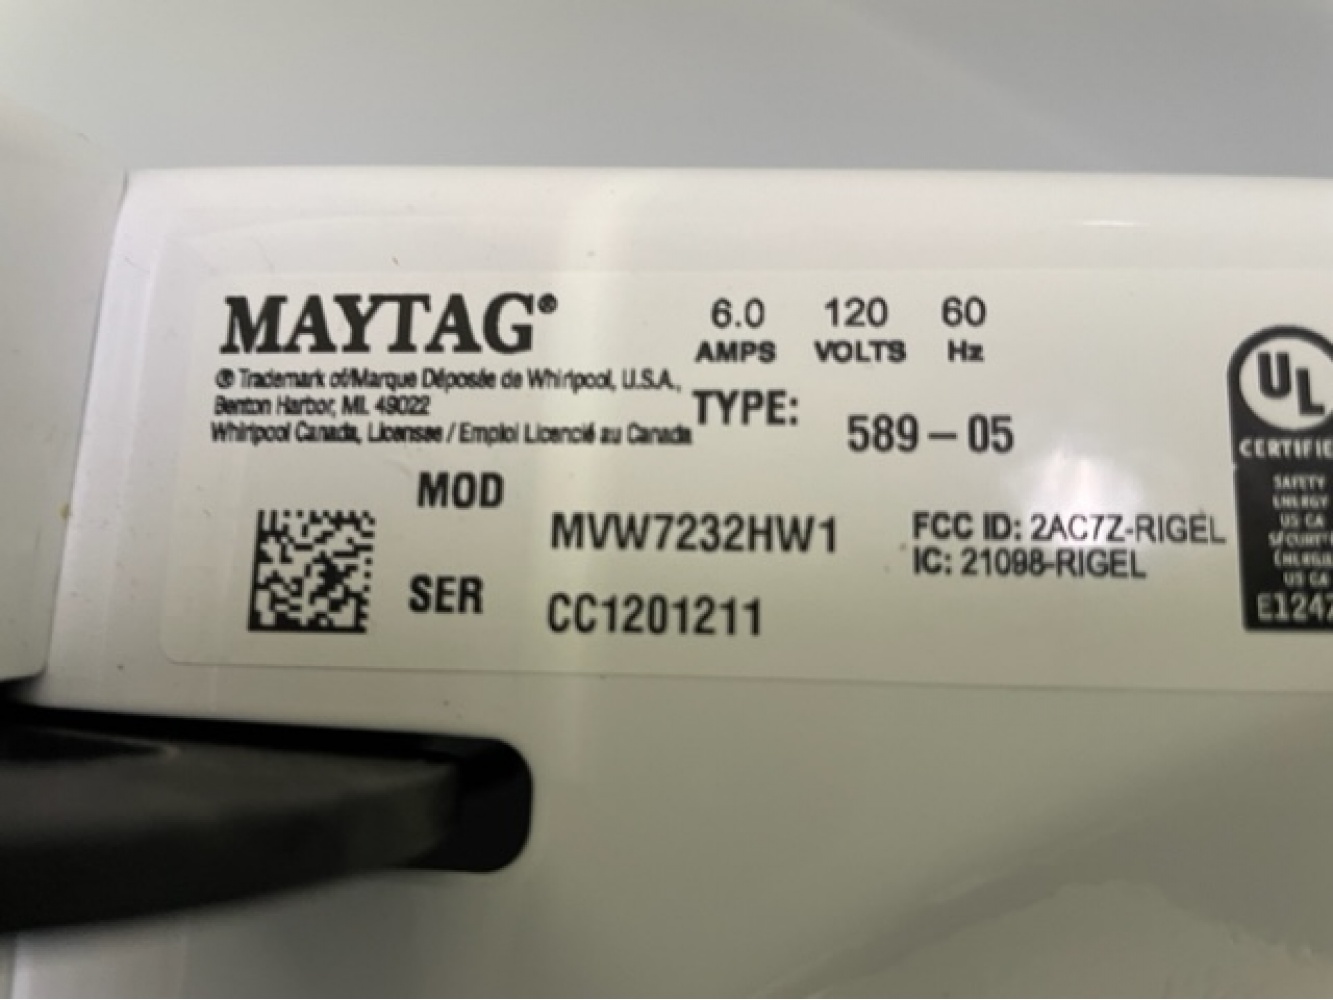 MAYTAG®
® Trademark of/Marque Déposée de Whirlpool, U.S.A.,
Benton Harbor, MI. 49022
Whirlpool Canada, Licensee / Emploi Licencié au Canada
6.0 120 60
AMPS VOLTS Hz
TYPE: 589-05
MOD MVW7232HW1
SER CC1201211
FCC ID: 2AC7Z-RIGEL
IC: 21098-RIGEL
UL
CERTIFIE
SAFETY
ENERGY
US CA
US CA
E1247